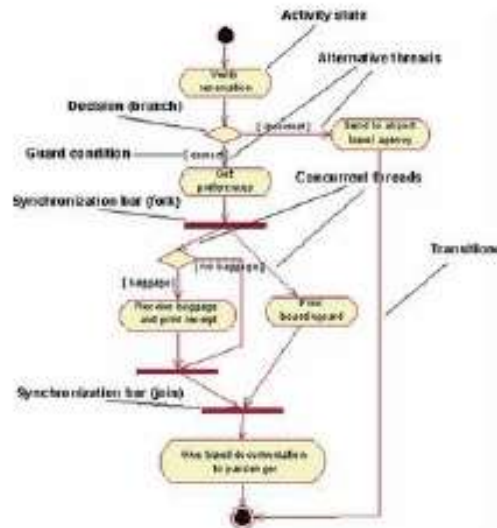 Activity state
Alternative threads
Verify
reservation
Decision (branch)
[ incorrect ]
Send to airport
travel agency
Guard condition
[ correct ]
Get
preferences
Concurrent threads
Synchronization bar (fork)
[ no baggage ]
Transitions
[ baggage ]
Receive baggage
and print receipt
Print
boarding card
Synchronization bar (join)
Give travel documentation
to passenger